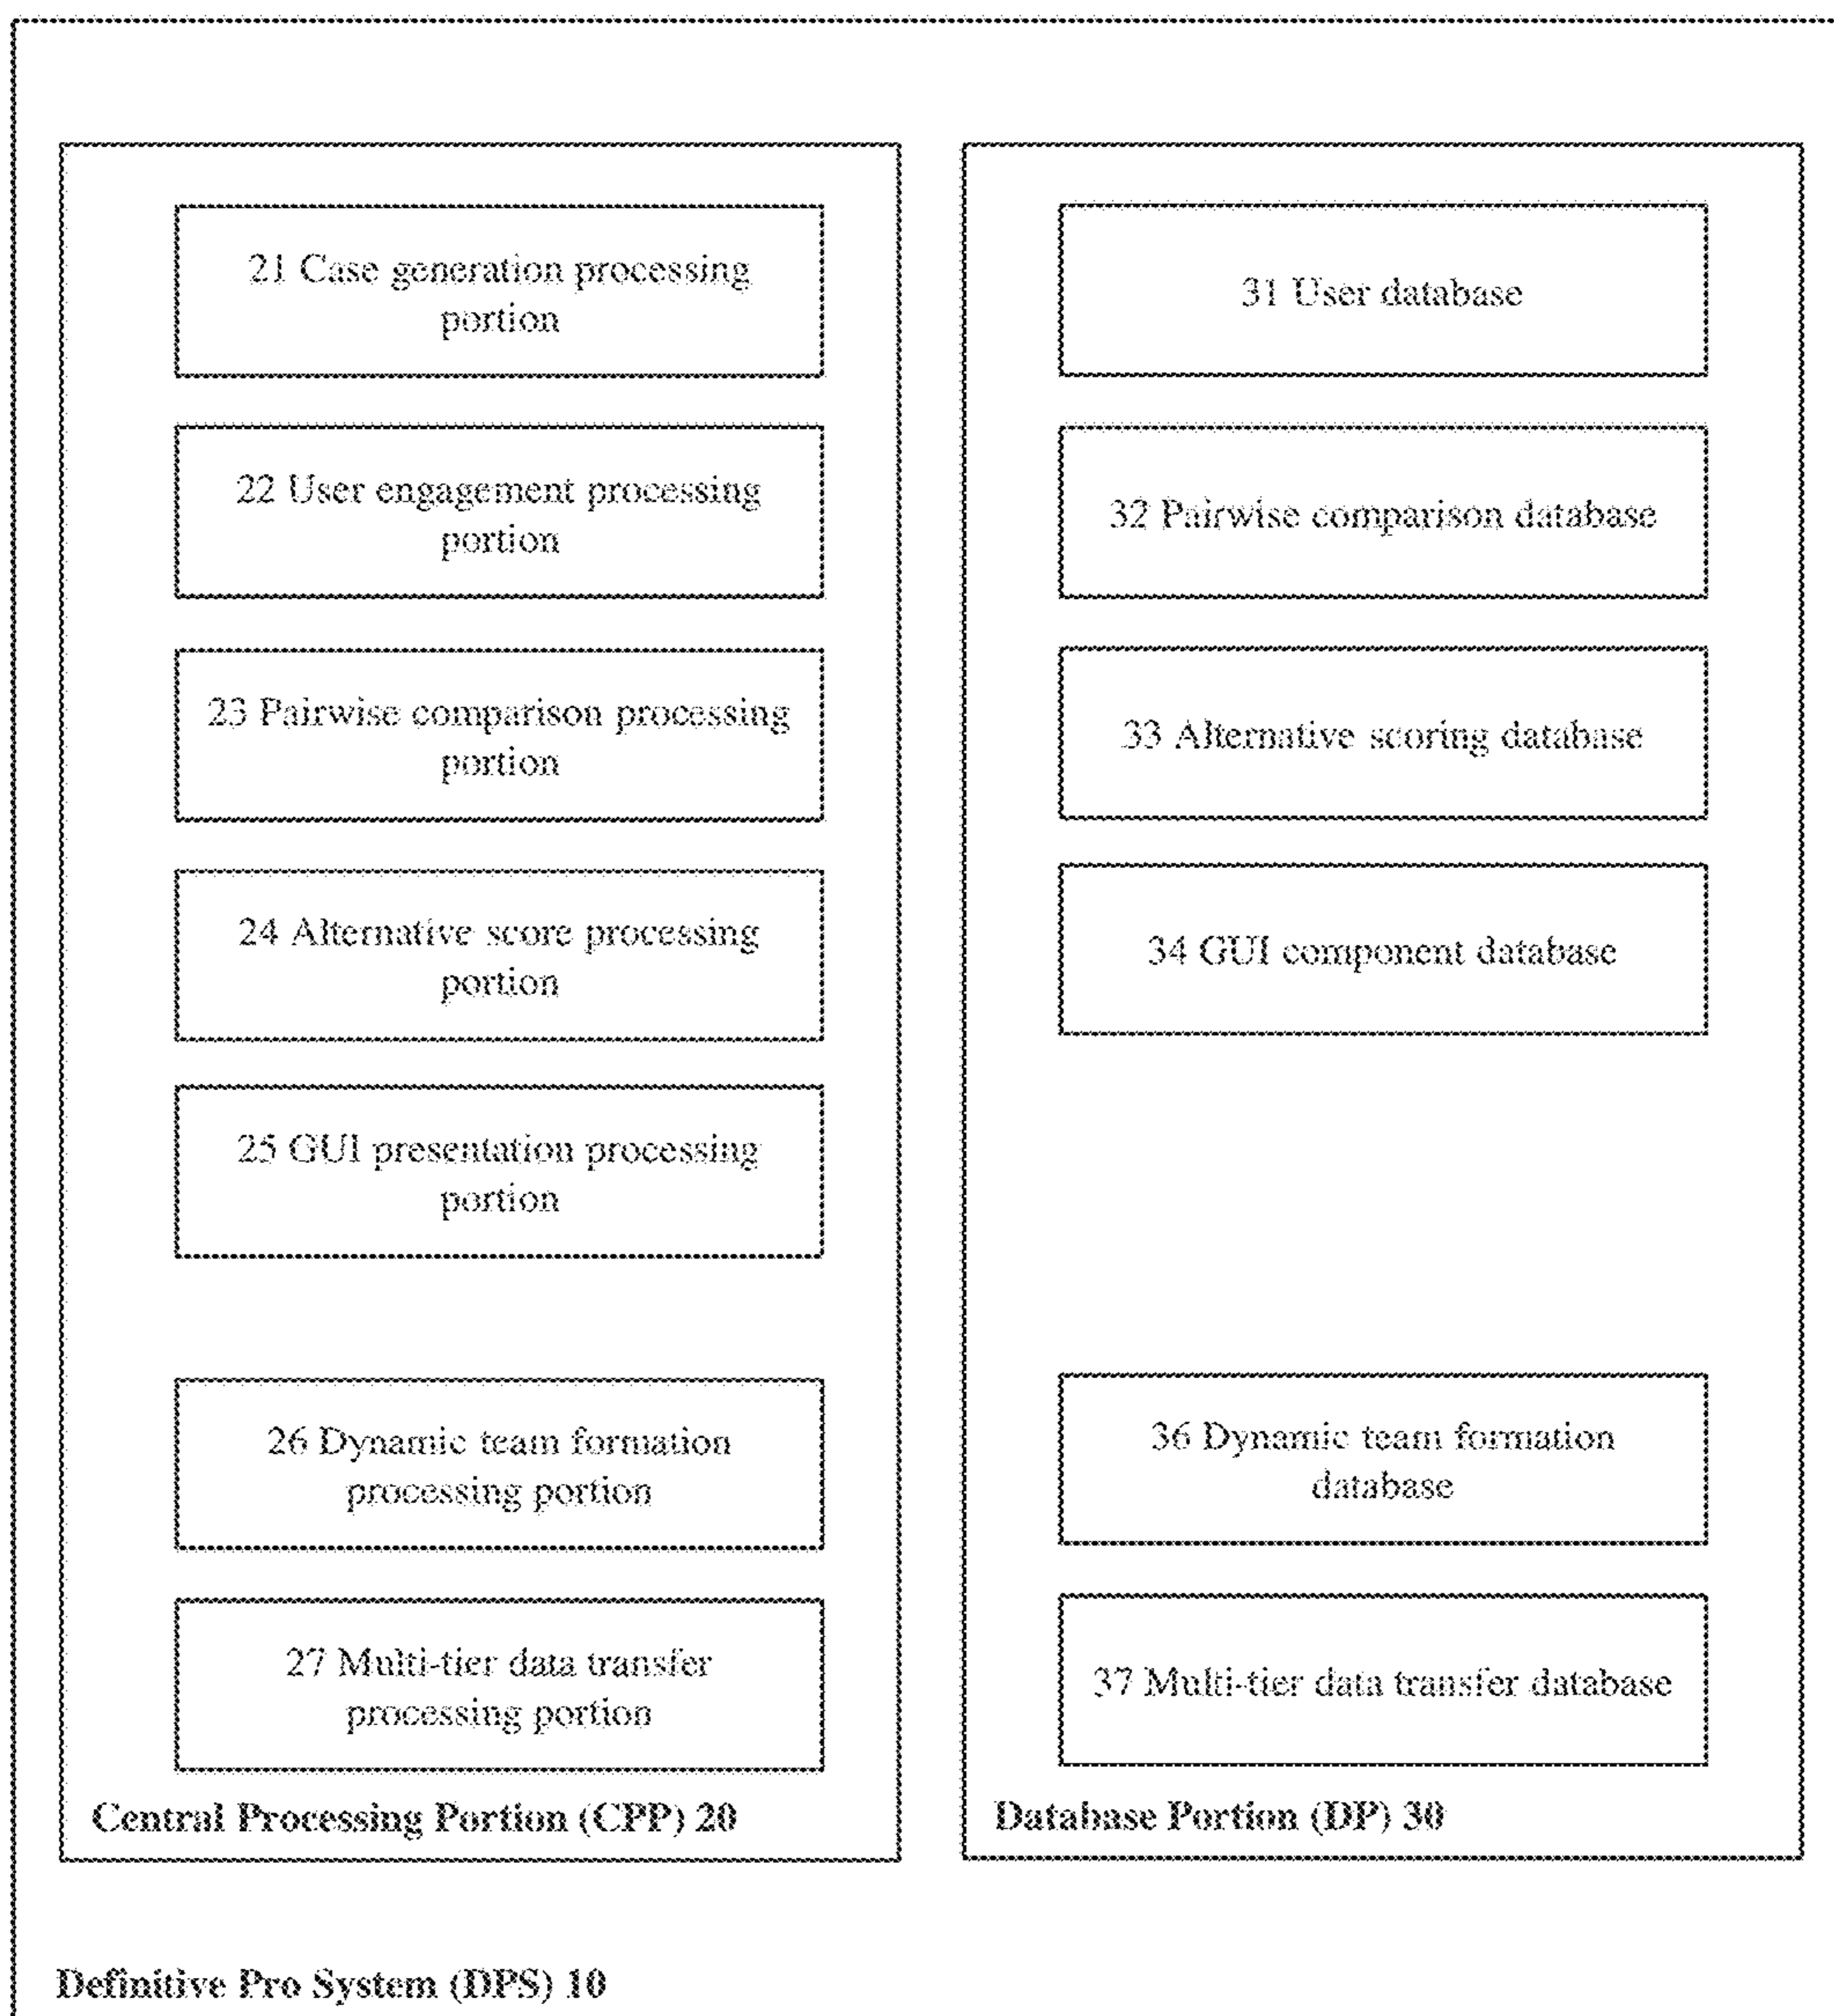 21 Case generation processing
portion
22 User engagement processing
portion
23 Pairwise comparison processing
portion
24 Alternative score processing
portion
25 GUI presentation processing
portion
26 Dynamic team formation
processing portion
27 Multi-tier data transfer
processing portion
Central Processing Portion (CPP) 20
31 User database
32 Pairwise comparison database
33 Alternative scoring database
34 GUI component database
36 Dynamic team formation
database
37 Multi-tier data transfer database
Database Portion (DP) 30
Definitive Pro System (DPS) 10